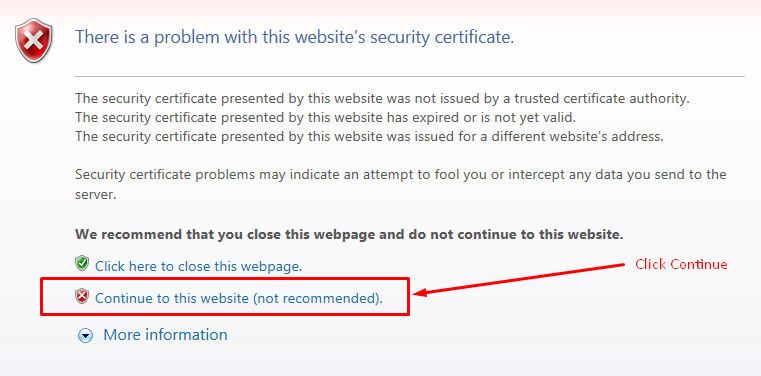 There is a problem with this website's security certificate.
The security certificate presented by this website was not issued by a trusted certificate authority.
The security certificate presented by this website has expired or is not yet valid.
The security certificate presented by this website was issued for a different website's address.
Security certificate problems may indicate an attempt to fool you or intercept any data you send to the
server.
We recommend that you close this webpage and do not continue to this website.
Click here to close this webpage.
Click Continue
Continue to this website (not recommended).
More information